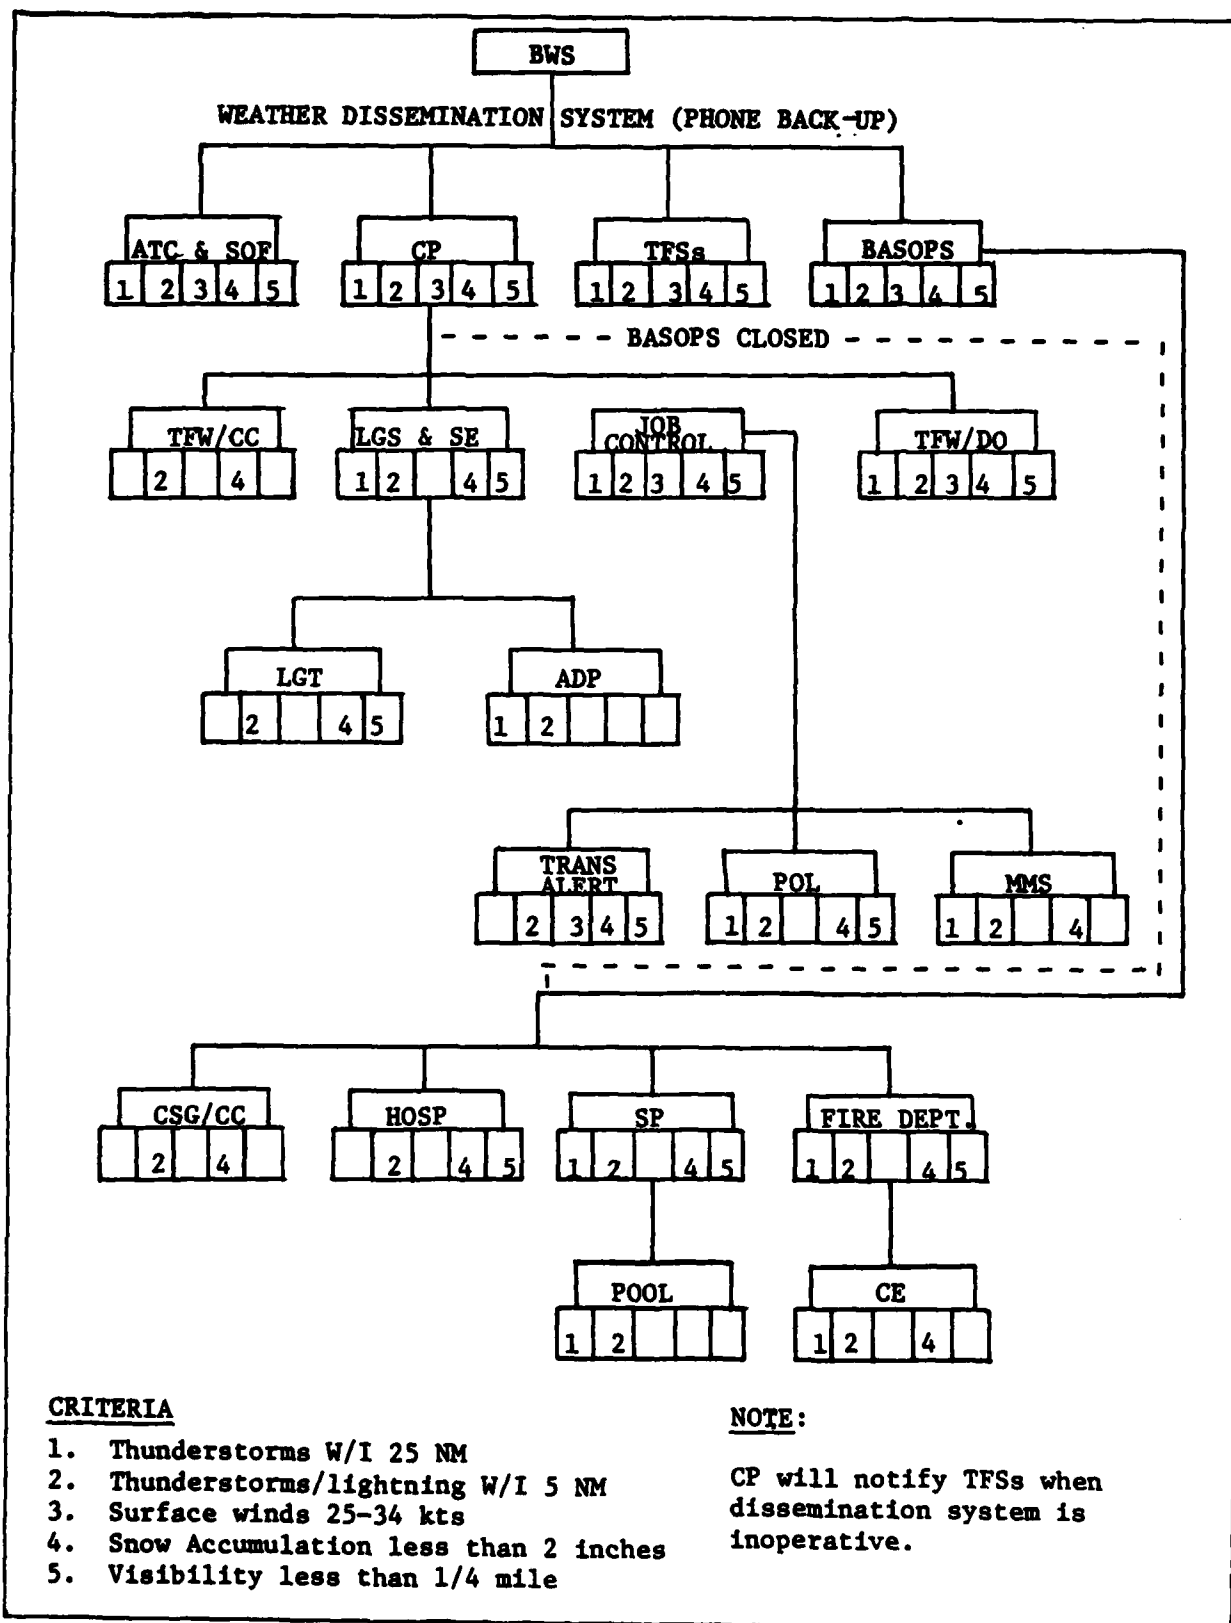 BWS
WEATHER DISSEMINATION SYSTEM (PHONE BACK-UP)
ATC & SOF
1 2 3 4 5
CP
1 2 3 4 5
TFSs
1 2 3 4 5
BASOPS
1 2 3 4 5
BASOPS CLOSED
TFW/CC
2 4
LGS & SE
1 2 4 5
JOB
CONTROL
1 2 3 4 5
TFW/DO
1 2 3 4 5
LGT
2 4 5
ADP
1 2
TRANS
ALERT
2 3 4 5
POL
1 2 4 5
MMS
1 2 4
CSG/CC
2 4
HOSP
2 4 5
SP
1 2 4 5
FIRE DEPT.
1 2 4 5
POOL
1 2
CE
1 2 4
CRITERIA
1. Thunderstorms W/I 25 NM
2. Thunderstorms/lightning W/I 5 NM
3. Surface winds 25-34 kts
4. Snow Accumulation less than 2 inches
5. Visibility less than 1/4 mile
NOTE:
CP will notify TFSs when
dissemination system is
inoperative.